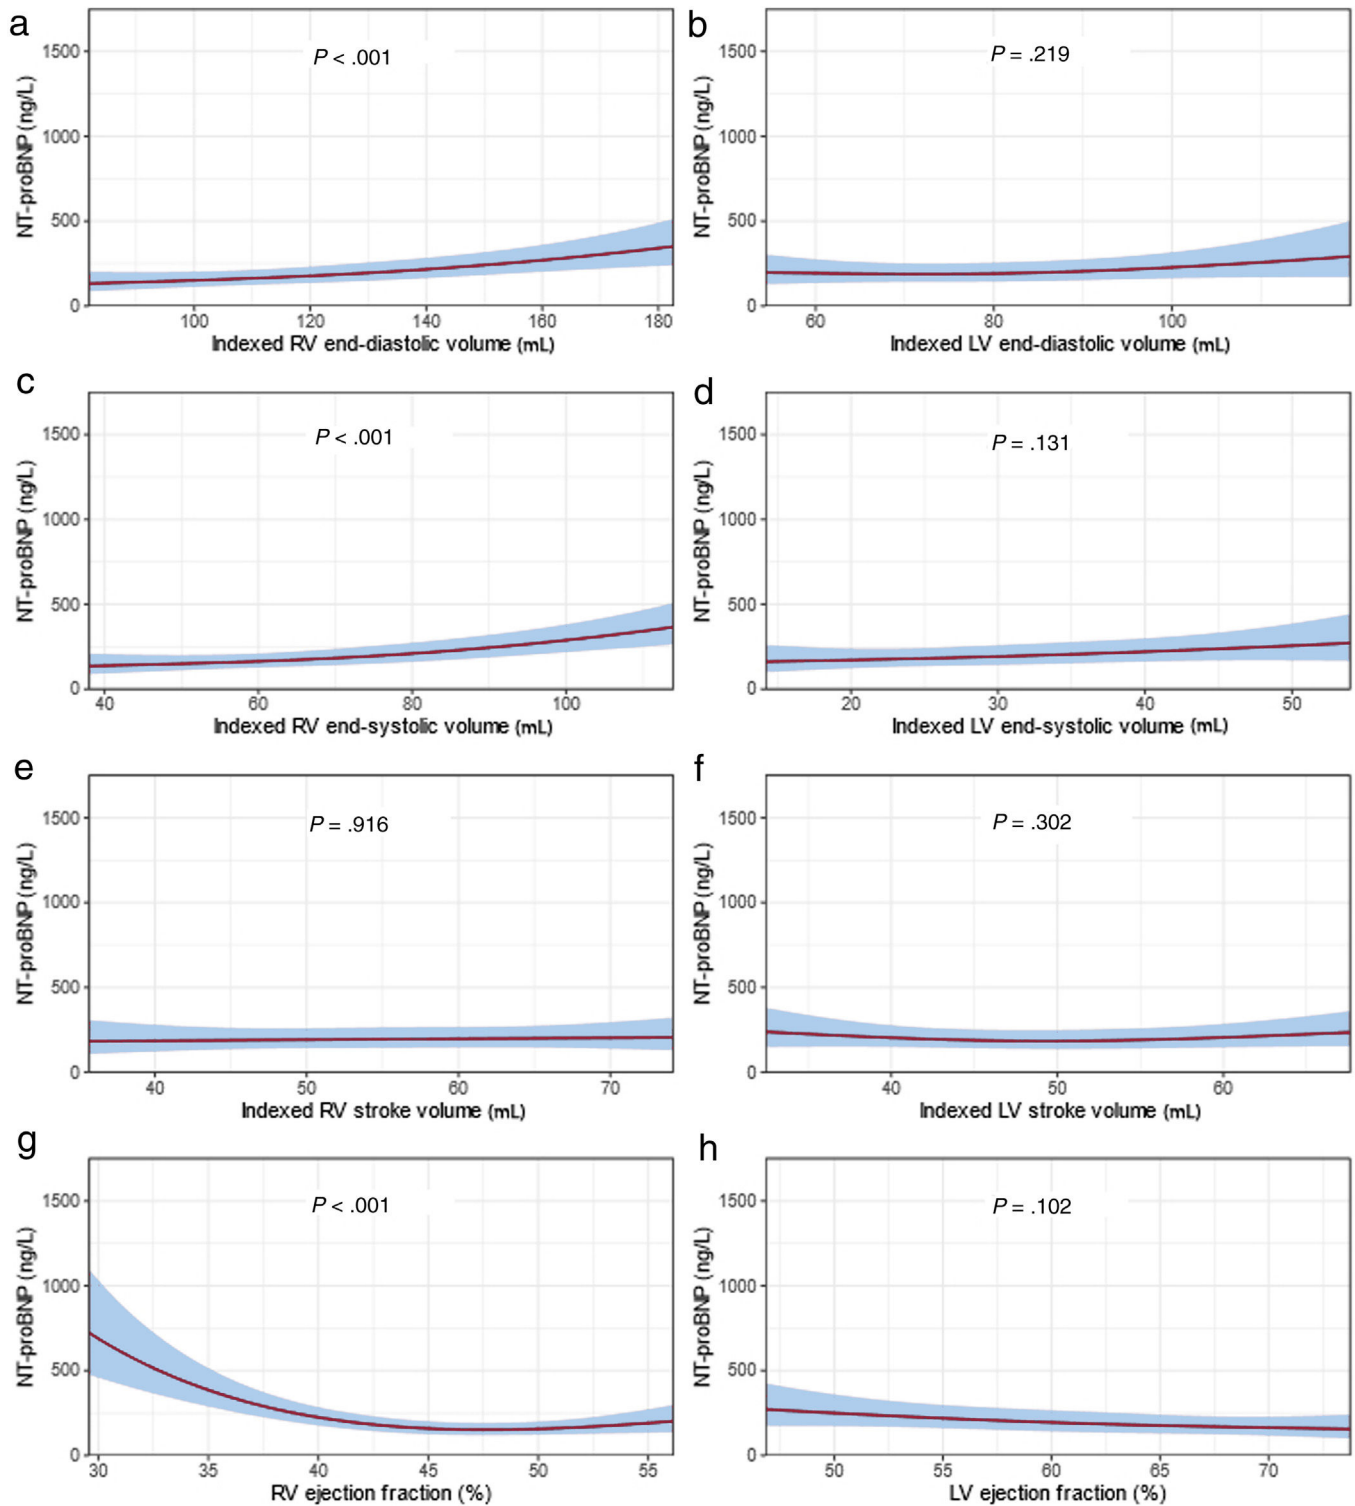 a
P < .001
NT-proBNP (ng/L)
1500
1000
500
0
100 120 140 160 180
Indexed RV end-diastolic volume (mL)
b
P = .219
NT-proBNP (ng/L)
1500
1000
500
0
60 80 100
Indexed LV end-diastolic volume (mL)
c
P < .001
NT-proBNP (ng/L)
1500
1000
500
0
40 60 80 100
Indexed RV end-systolic volume (mL)
d
P = .131
NT-proBNP (ng/L)
1500
1000
500
0
20 30 40 50
Indexed LV end-systolic volume (mL)
e
P = .916
NT-proBNP (ng/L)
1500
1000
500
0
40 50 60 70
Indexed RV stroke volume (mL)
f
P = .302
NT-proBNP (ng/L)
1500
1000
500
0
40 50 60
Indexed LV stroke volume (mL)
g
P < .001
NT-proBNP (ng/L)
1500
1000
500
0
30 35 40 45 50 55
RV ejection fraction (%)
h
P = .102
NT-proBNP (ng/L)
1500
1000
500
0
50 55 60 65 70
LV ejection fraction (%)